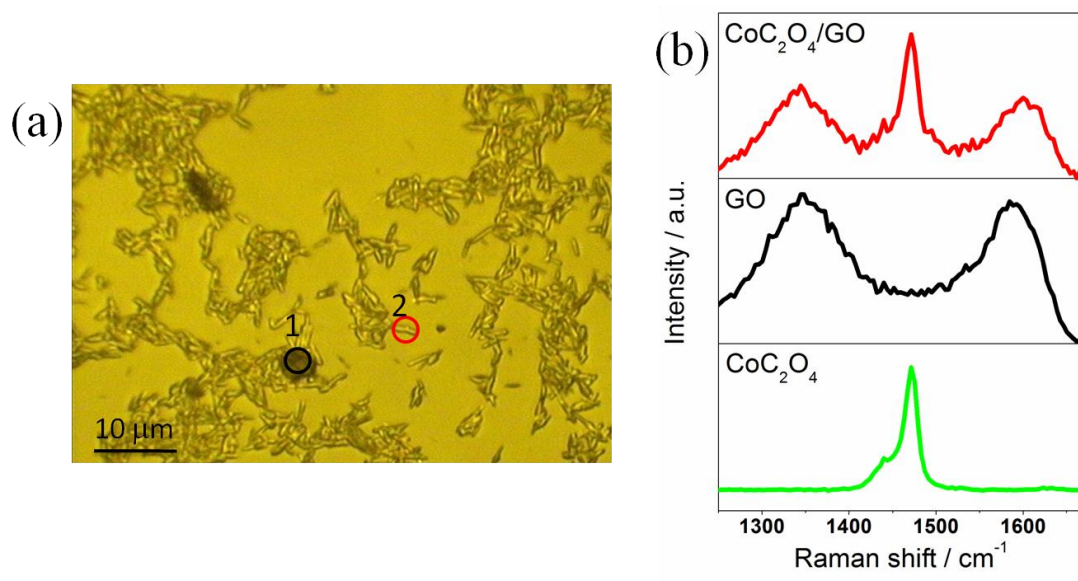 (a)
1
2
10 μm
(b)
CoC₂O₄/GO
GO
CoC₂O₄
Intensity / a.u.
1300 1400 1500 1600
Raman shift / cm⁻¹